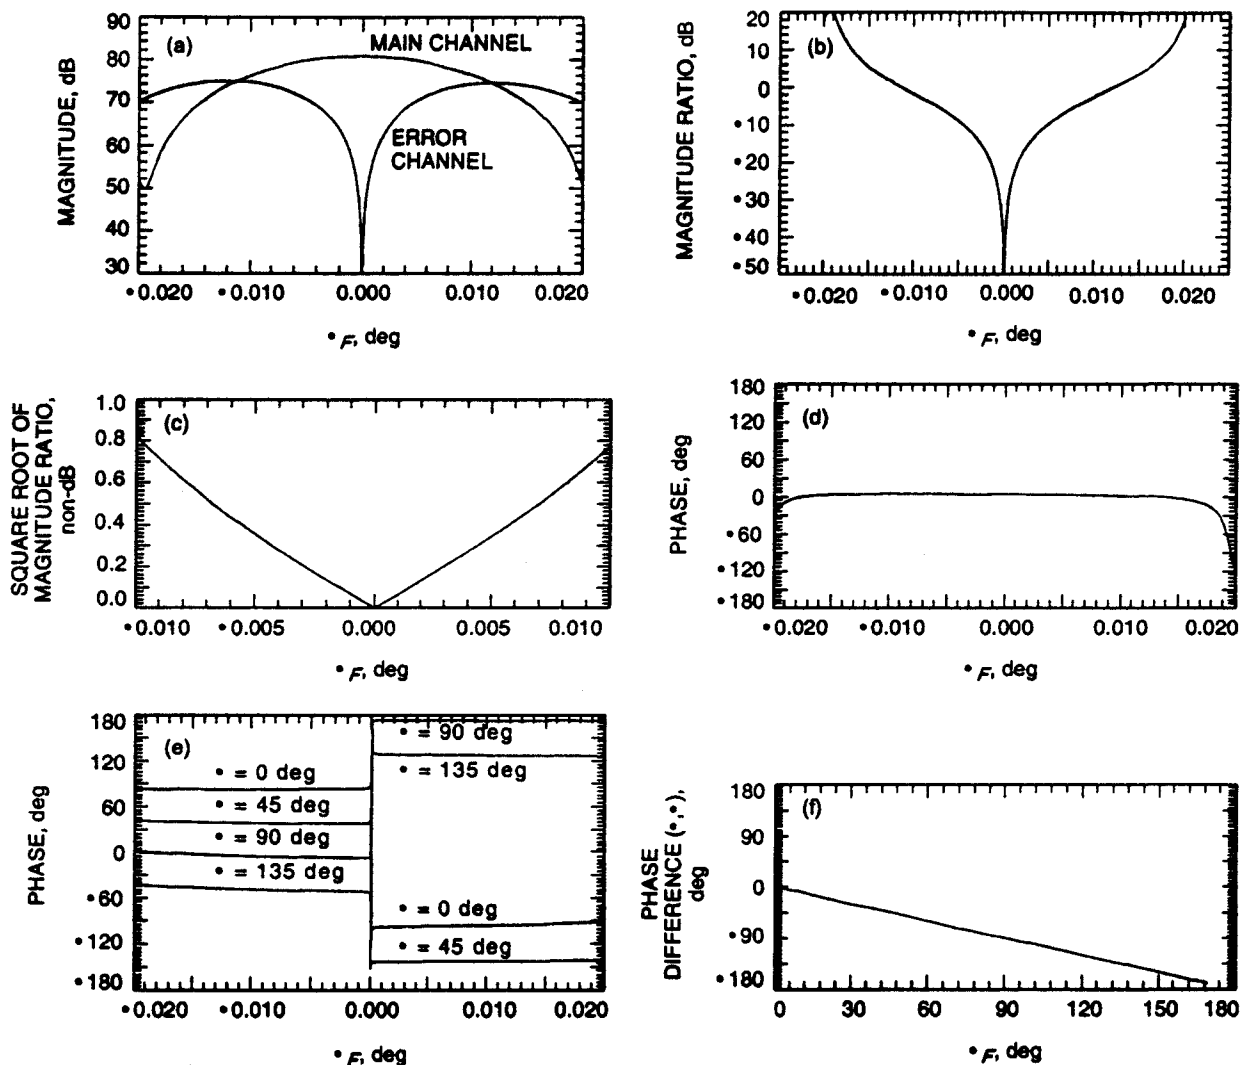 (a)
MAIN CHANNEL
ERROR
CHANNEL
MAGNITUDE, dB
90
80
70
60
50
40
30
•0.020 •0.010 0.000 0.010 0.020
•F, deg
(b)
MAGNITUDE RATIO, dB
20
10
0
•10
•20
•30
•40
•50
•0.020 •0.010 0.000 0.010 0.020
•F, deg
(c)
SQUARE ROOT OF
MAGNITUDE RATIO,
non-dB
1.0
0.8
0.6
0.4
0.2
0.0
•0.010 •0.005 0.000 0.005 0.010
•F, deg
(d)
PHASE, deg
180
120
60
0
•60
•120
•180
•0.020 •0.010 0.000 0.010 0.020
•F, deg
(e)
PHASE, deg
180
120
60
0
•60
•120
•180
• = 0 deg
• = 45 deg
• = 90 deg
• = 135 deg
• = 90 deg
• = 135 deg
• = 0 deg
• = 45 deg
•0.020 •0.010 0.000 0.010 0.020
•F, deg
(f)
PHASE
DIFFERENCE (•,•),
deg
180
90
0
•90
•180
0 30 60 90 120 150 180
•F, deg